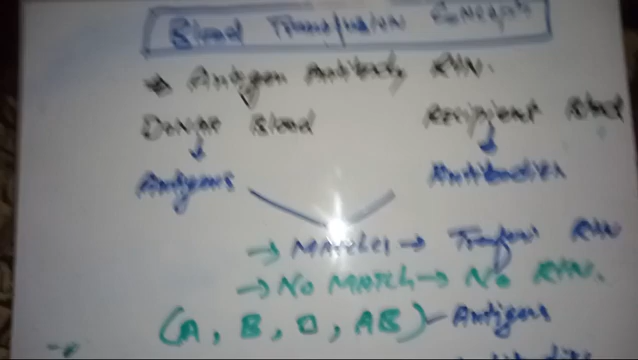 Blood Transfusion Concepts
Antigen Antibody RXN.
Donor Blood Recipient Blood
↓ ↓
Antigens Antibodies
→ Matches → RXN
→ No Match → No RXN.
(A, B, O, AB) - Antigens